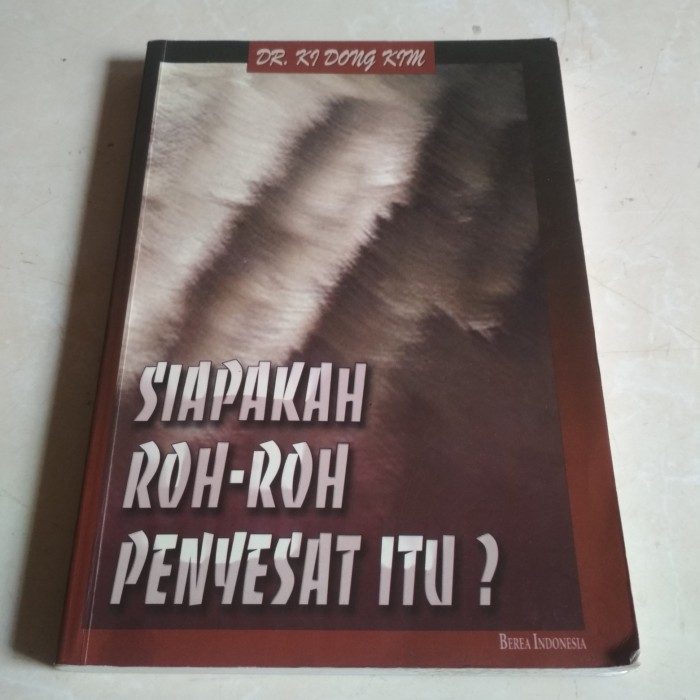 DR. KI DONG KIM
SIAPAKAH
ROH-ROH
PENYESAT ITU ?
BEREA INDONESIA